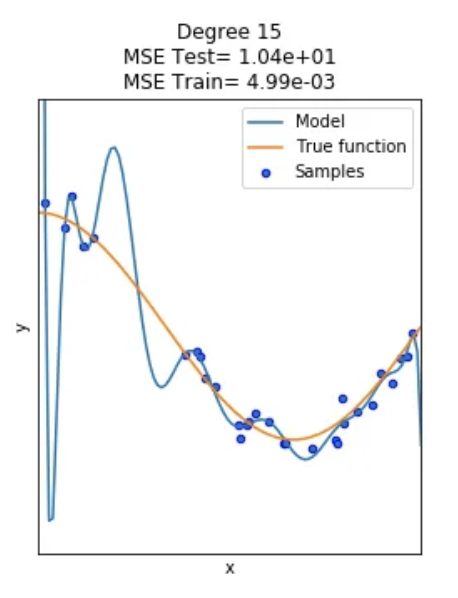 Degree 15
MSE Test= 1.04e+01
MSE Train= 4.99e-03
Model
True function
Samples
y
x